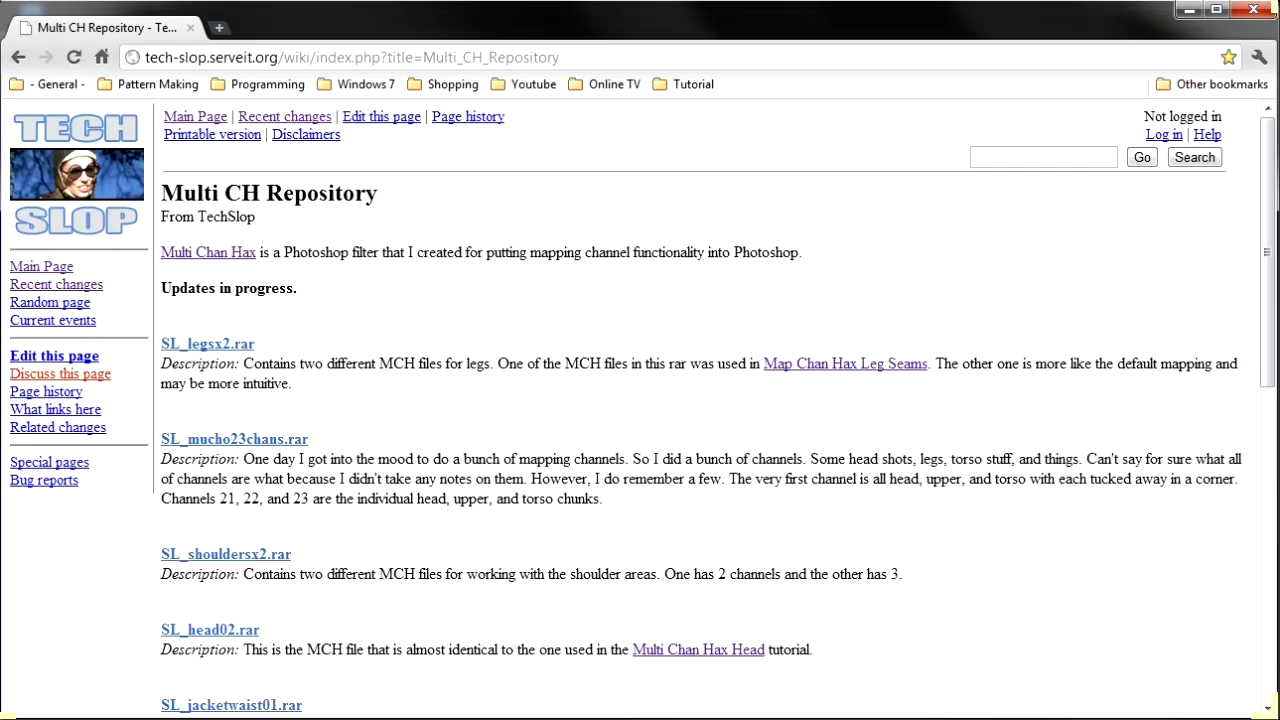 Multi CH Repository - Te...
tech-slop.serveit.org/wiki/index.php?title=Multi_CH_Repository
- General - Pattern Making Programming Windows 7 Shopping Youtube Online TV Tutorial Other bookmarks
TECH
SLOP
Main Page
Recent changes
Random page
Current events
Edit this page
Discuss this page
Page history
What links here
Related changes
Special pages
Bug reports
Main Page | Recent changes | Edit this page | Page history
Printable version | Disclaimers
Not logged in
Log in | Help
Go Search
Multi CH Repository
From TechSlop
Multi Chan Hax is a Photoshop filter that I created for putting mapping channel functionality into Photoshop.
Updates in progress.
SL_legsx2.rar
Description: Contains two different MCH files for legs. One of the MCH files in this rar was used in Map Chan Hax Leg Seams. The other one is more like the default mapping and
may be more intuitive.
SL_mucho23chans.rar
Description: One day I got into the mood to do a bunch of mapping channels. So I did a bunch of channels. Some head shots, legs, torso stuff, and things. Can't say for sure what all
of channels are what because I didn't take any notes on them. However, I do remember a few. The very first channel is all head, upper, and torso with each tucked away in a corner.
Channels 21, 22, and 23 are the individual head, upper, and torso chunks.
SL_shouldersx2.rar
Description: Contains two different MCH files for working with the shoulder areas. One has 2 channels and the other has 3.
SL_head02.rar
Description: This is the MCH file that is almost identical to the one used in the Multi Chan Hax Head tutorial.
SL_jacketwaist01.rar